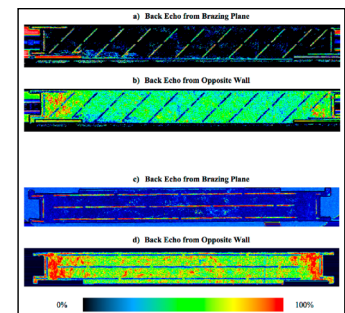 a) Back Echo from Brazing Plane
b) Back Echo from Opposite Wall
c) Back Echo from Brazing Plane
d) Back Echo from Opposite Wall
0% 100%